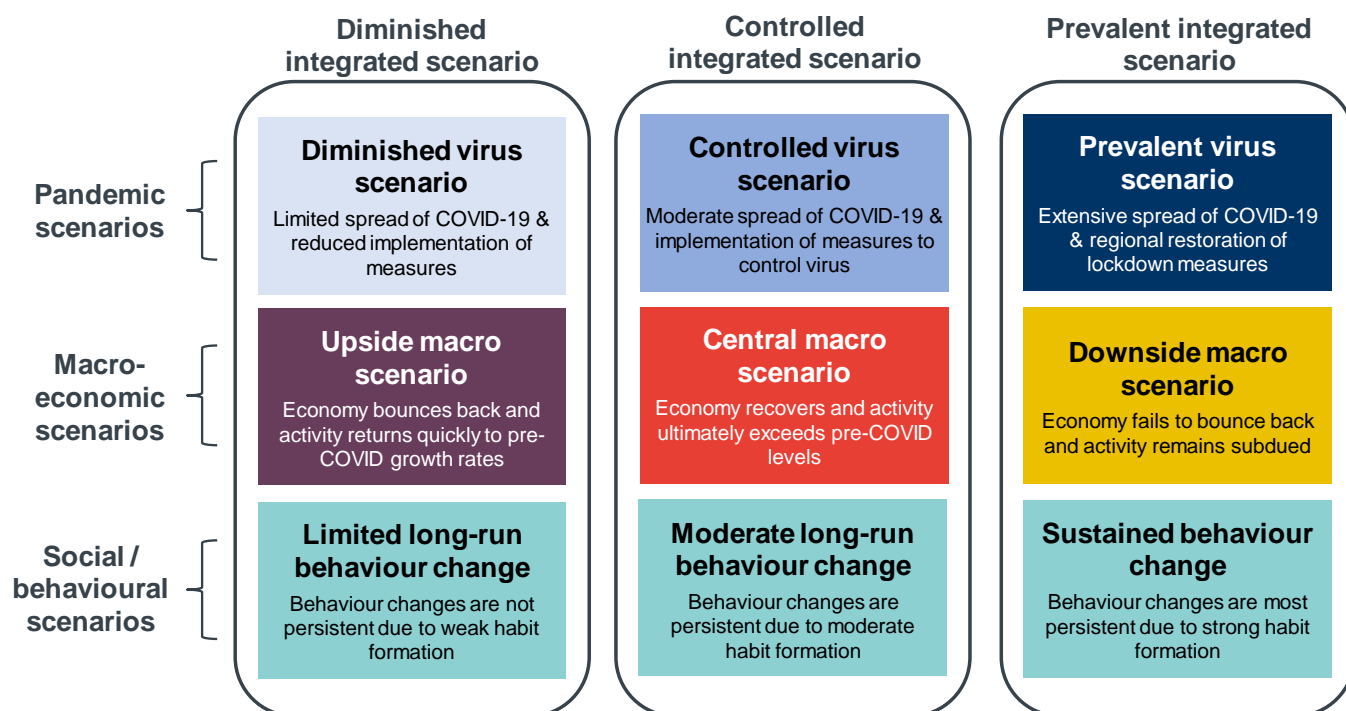 Diminished
integrated scenario
Controlled
integrated scenario
Prevalent integrated
scenario
Pandemic
scenarios
Diminished virus
scenario
Limited spread of COVID-19 &
reduced implementation of
measures
Controlled virus
scenario
Moderate spread of COVID-19 &
implementation of measures to
control virus
Prevalent virus
scenario
Extensive spread of COVID-19
& regional restoration of
lockdown measures
Macro-
economic
scenarios
Upside macro
scenario
Economy bounces back and
activity returns quickly to pre-
COVID growth rates
Central macro
scenario
Economy recovers and activity
ultimately exceeds pre-COVID
levels
Downside macro
scenario
Economy fails to bounce back
and activity remains subdued
Social /
behavioural
scenarios
Limited long-run
behaviour change
Behaviour changes are not
persistent due to weak habit
formation
Moderate long-run
behaviour change
Behaviour changes are
persistent due to moderate
habit formation
Sustained behaviour
change
Behaviour changes are most
persistent due to strong habit
formation